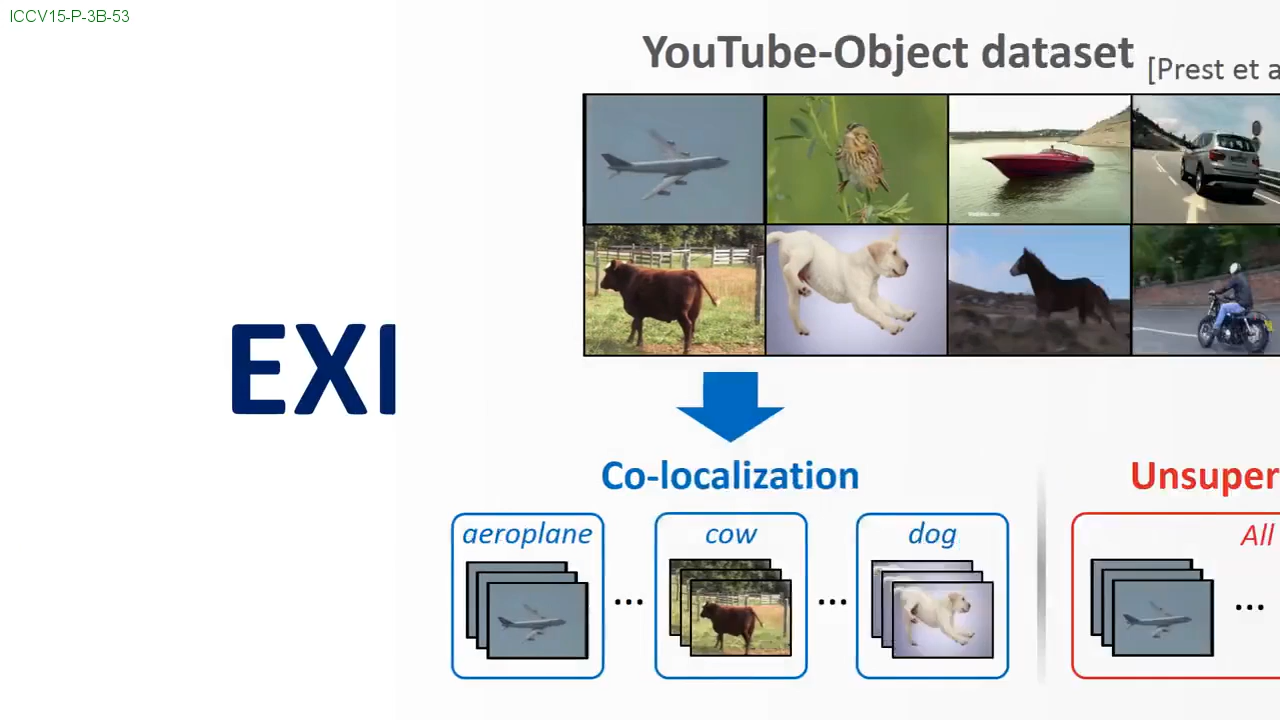 ICCV15-P-3B-53
YouTube-Object dataset [Prest et a
EXI
Co-localization
Unsuper
aeroplane
...
cow
...
dog
All
...